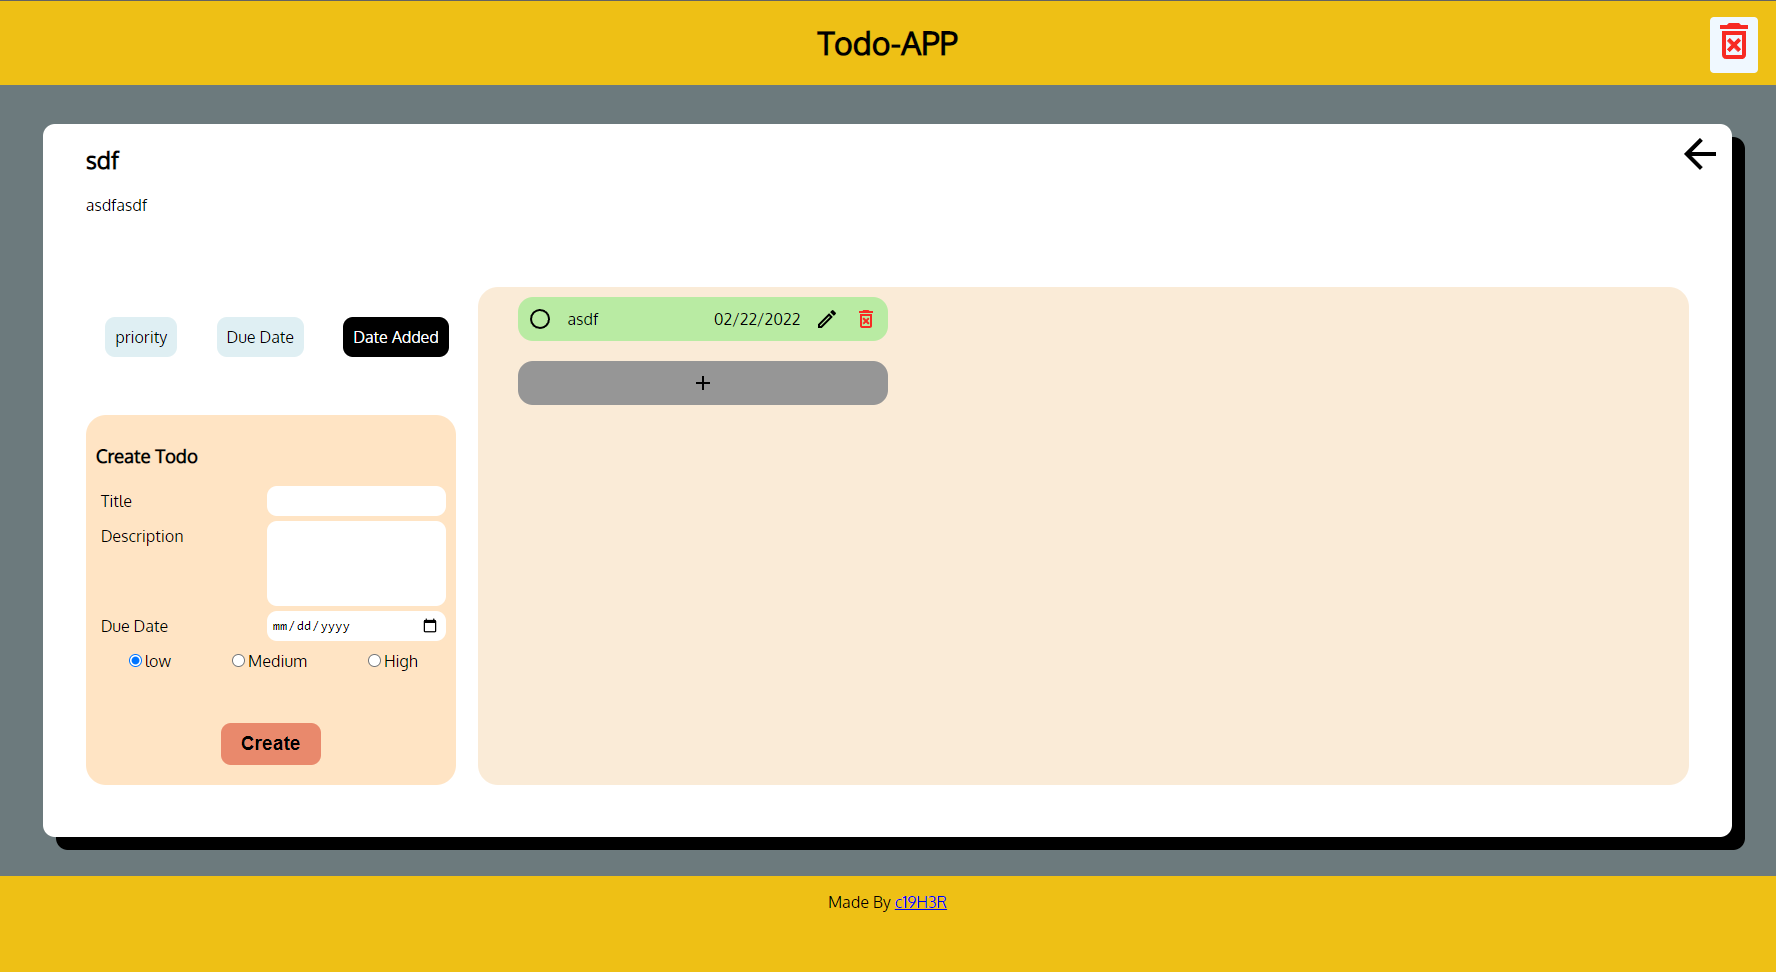 Todo-APP
sdf
asdfasdf
priority Due Date Date Added
asdf 02/22/2022
+
Create Todo
Title
Description
Due Date mm/dd/yyyy
low Medium High
Create
Made By c19H3R